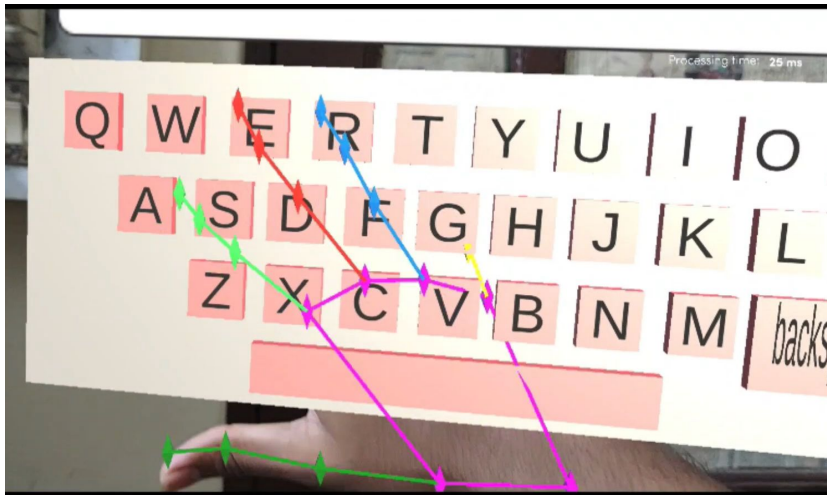 Processing time: 25 ms
Q W E R T Y U I O
A S D F G H J K L
Z X C V B N M backs